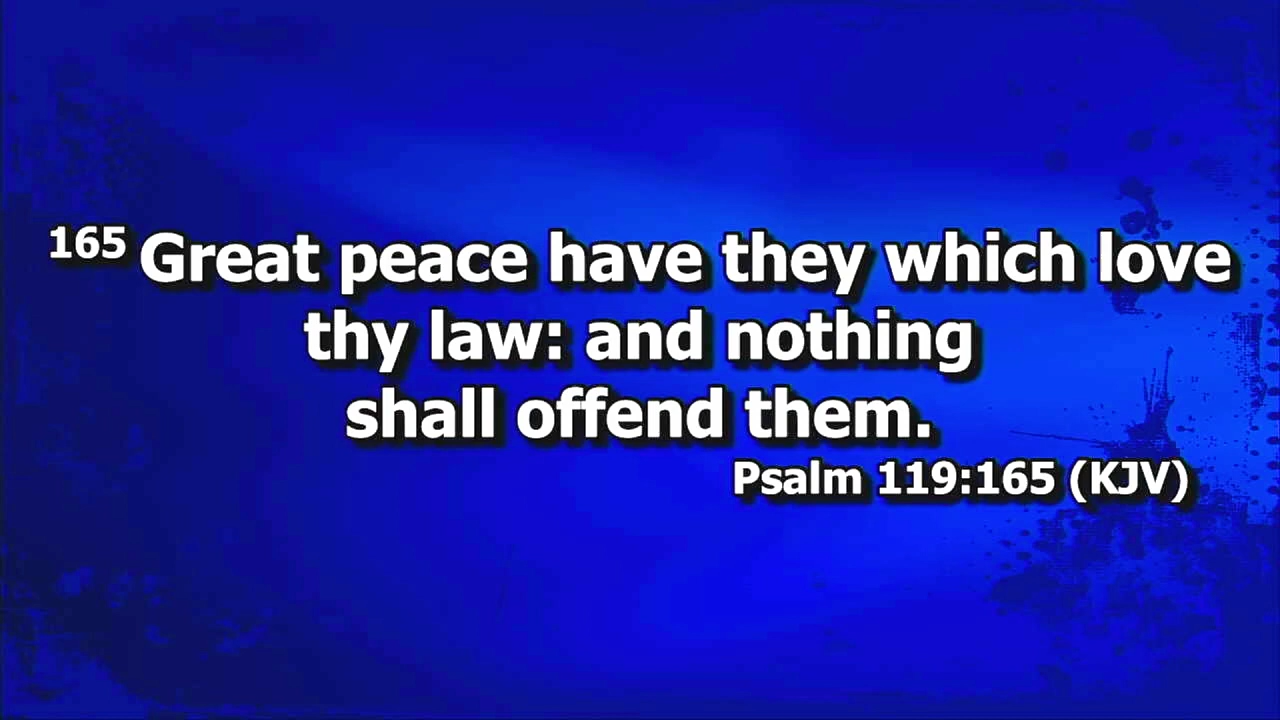 165 Great peace have they which love
thy law: and nothing
shall offend them.
Psalm 119:165 (KJV)